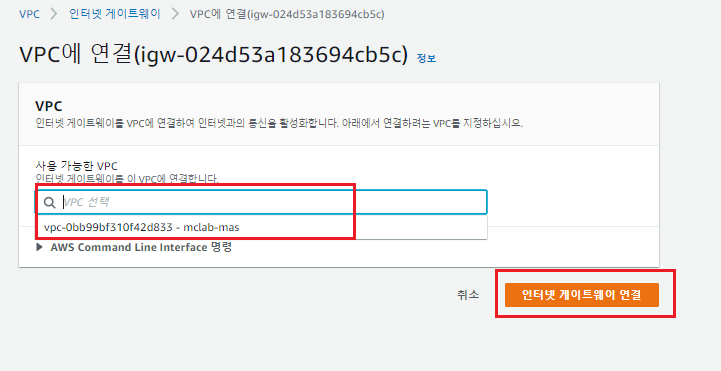 VPC > 인터넷 게이트웨이 > VPC에 연결(igw-024d53a183694cb5c)
VPC에 연결(igw-024d53a183694cb5c) 정보
VPC
인터넷 게이트웨이를 VPC에 연결하여 인터넷과의 통신을 활성화합니다. 아래에서 연결하려는 VPC를 지정하십시오.
사용 가능한 VPC
인터넷 게이트웨이를 이 VPC에 연결합니다.
VPC 선택
vpc-0bb99bf310f42d833 - mclab-mas
AWS Command Line Interface 명령
취소 인터넷 게이트웨이 연결